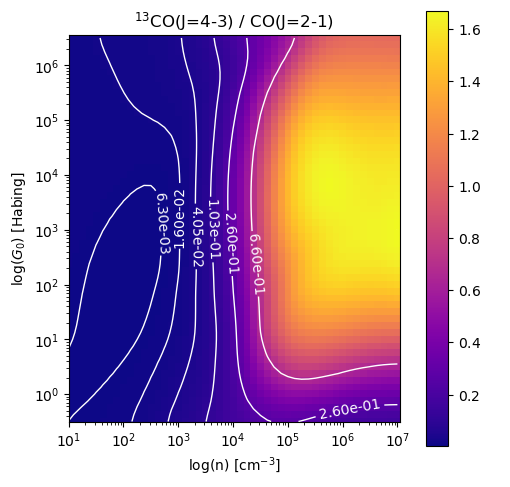 ¹³CO(J=4-3) / CO(J=2-1)
log(G₀) [Habing]
10⁶
10⁵
10⁴
10³
10²
10¹
10⁰
6.30e-03
1.60e-02
4.05e-02
1.03e-01
2.60e-01
6.60e-01
2.60e-01
10¹ 10² 10³ 10⁴ 10⁵ 10⁶ 10⁷
log(n) [cm⁻³]
1.6
1.4
1.2
1.0
0.8
0.6
0.4
0.2